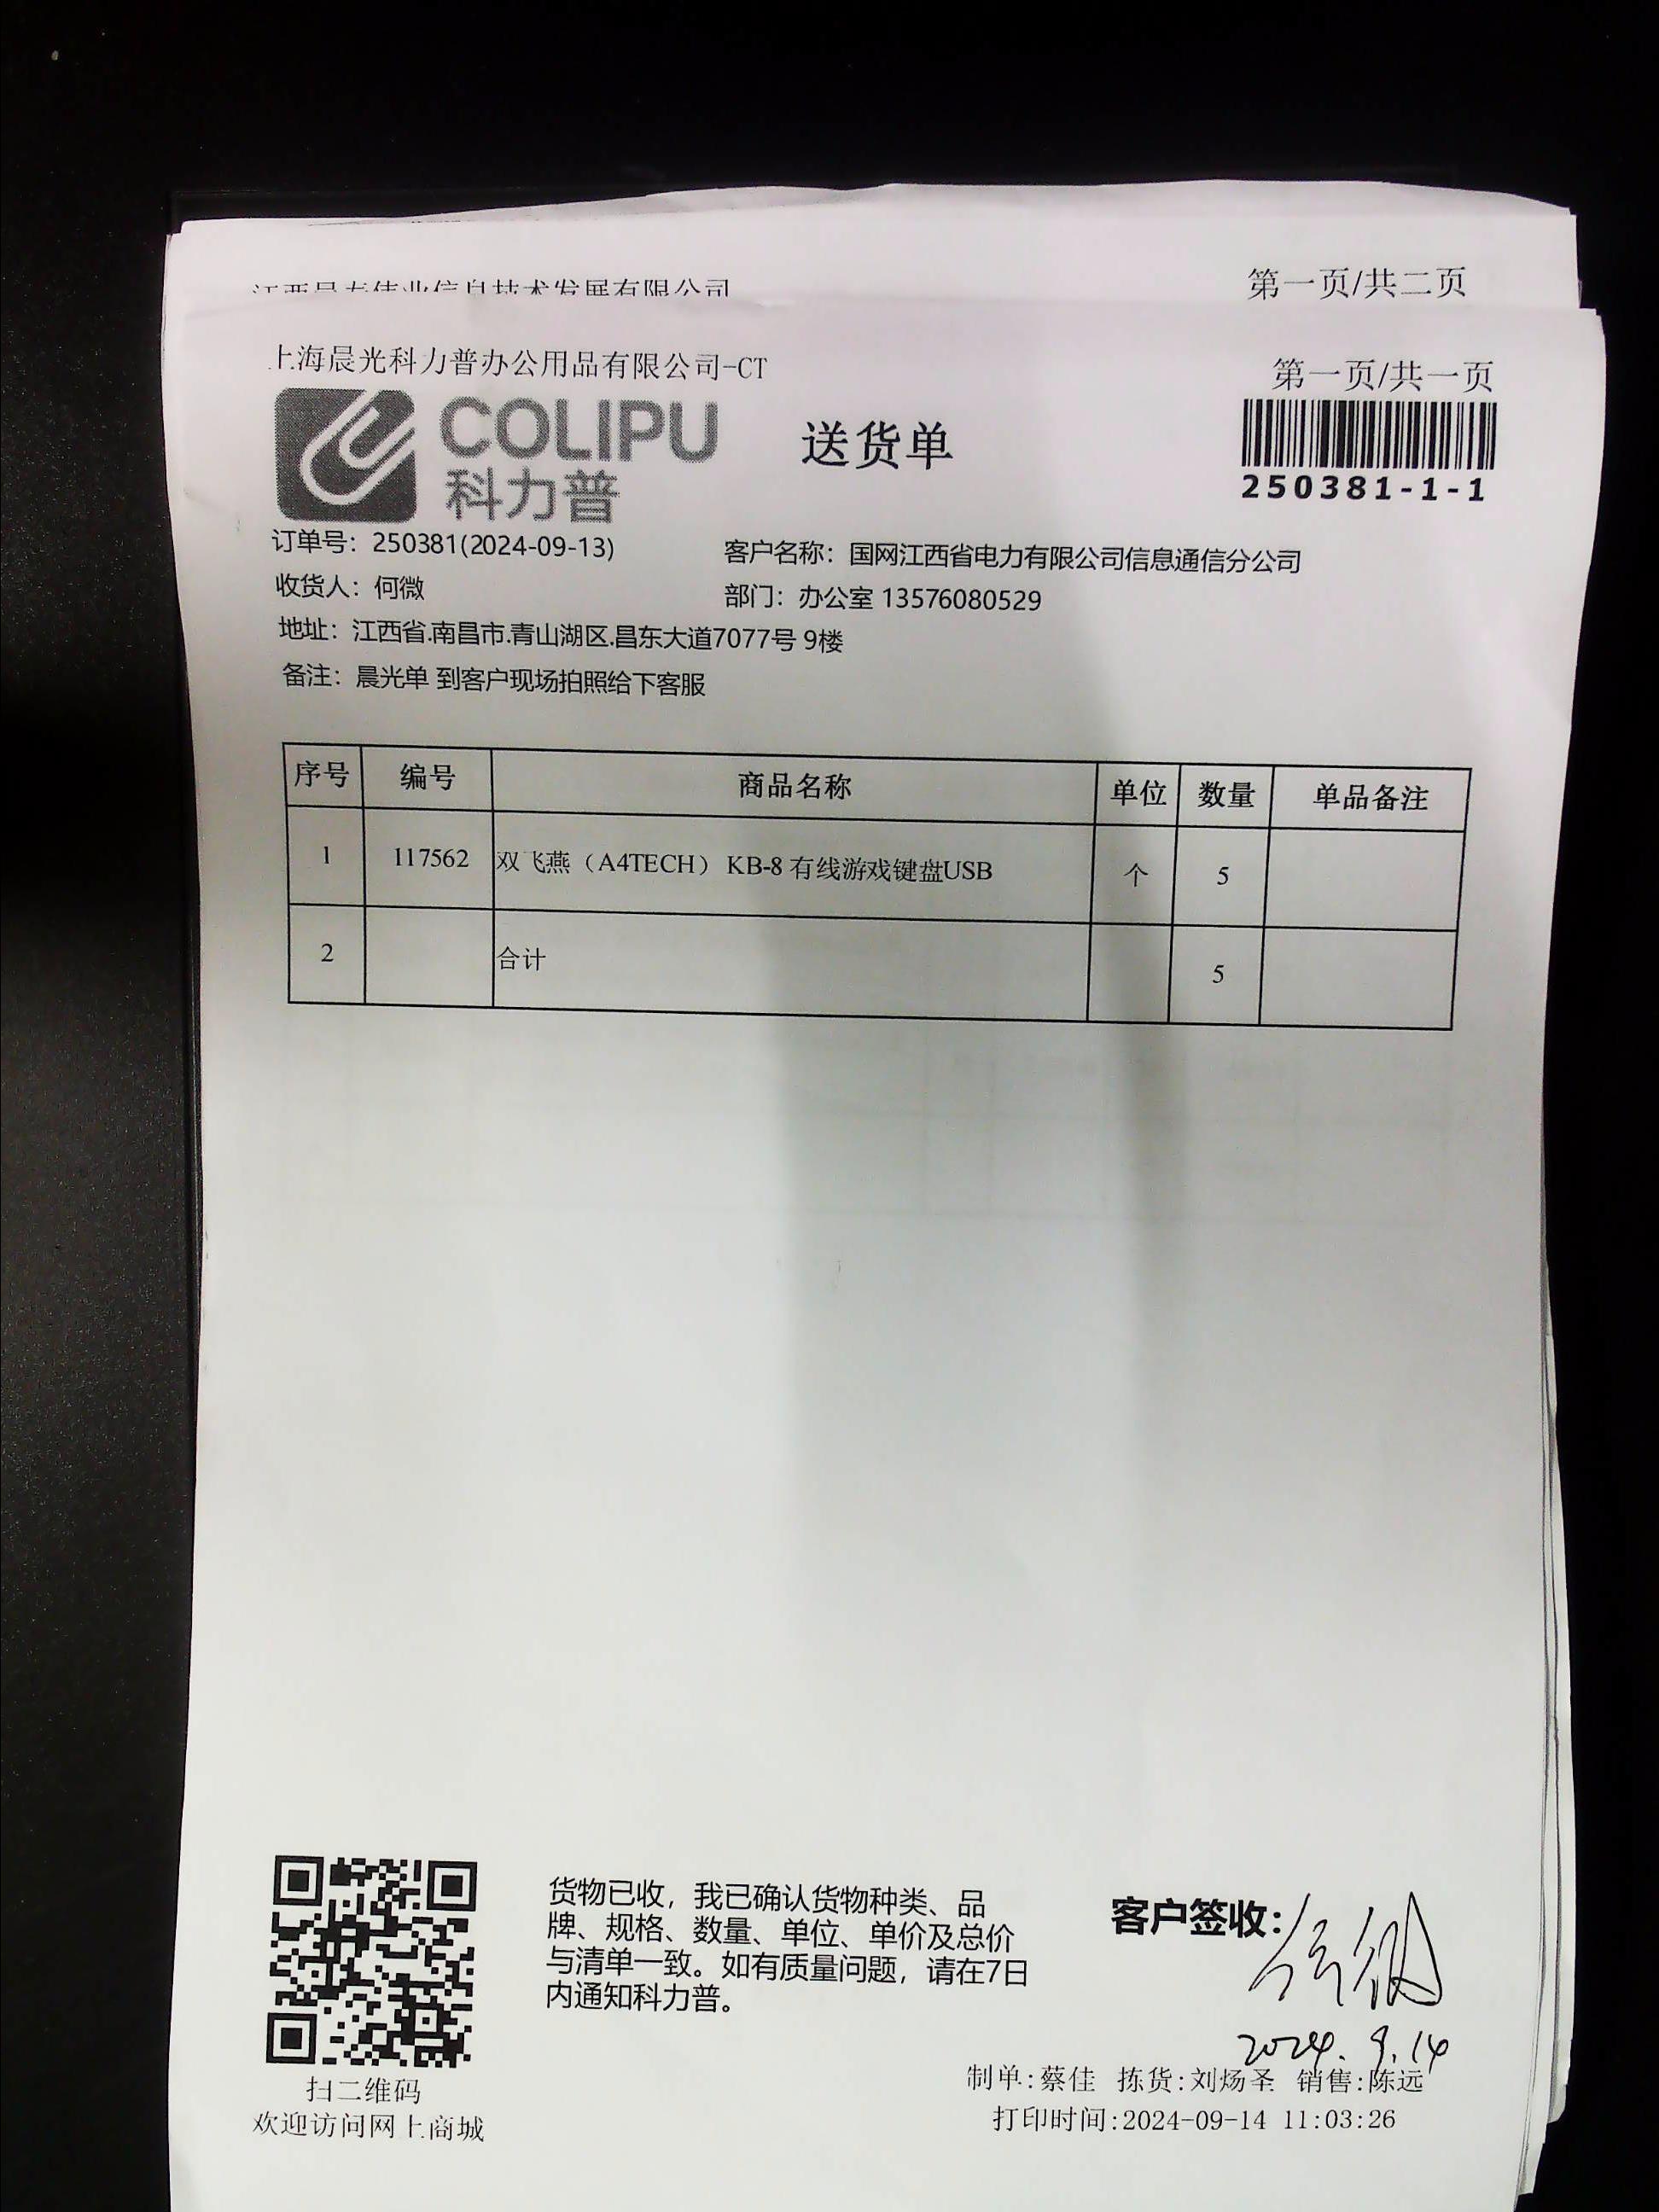 第一页/共二页
上海晨光科力普办公用品有限公司-CT
第一页/共一页
COLIPU
科力普
送货单
250381-1-1
订单号：250381(2024-09-13)
客户名称：国网江西省电力有限公司信息通信分公司
收货人：何微
部门：办公室 13576080529
地址：江西省.南昌市.青山湖区.昌东大道7077号 9楼
备注：晨光单 到客户现场拍照给下客服
序号 编号 商品名称 单位 数量 单品备注
1 117562 双飞燕（A4TECH） KB-8 有线游戏键盘USB 个 5
2 合计 5
货物已收，我已确认货物种类、品
牌、规格、数量、单位、单价及总价
与清单一致。如有质量问题，请在7日
内通知科力普。
客户签收：何微
2024.9.14
扫二维码
欢迎访问网上商城
制单:蔡佳 拣货:刘炀圣 销售:陈远
打印时间:2024-09-14 11:03:26